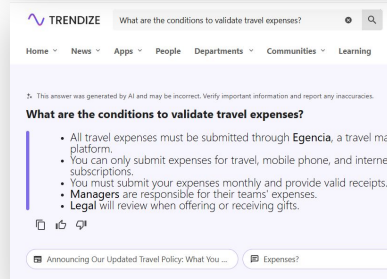 TRENDIZE What are the conditions to validate travel expenses?
Home News Apps People Departments Communities Learning
This answer was generated by AI and may be incorrect. Verify important information and report any inaccuracies.
What are the conditions to validate travel expenses?
• All travel expenses must be submitted through Egencia, a travel ma
platform.
• You can only submit expenses for travel, mobile phone, and interne
subscriptions.
• You must submit your expenses monthly and provide valid receipts.
• Managers are responsible for their teams' expenses.
• Legal will review when offering or receiving gifts.
Announcing Our Updated Travel Policy: What You ... Expenses?